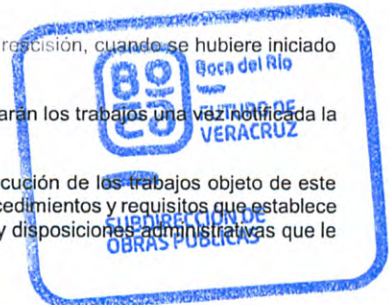 rescisión, cuando se hubiere iniciado
Boca del Río
arán los trabajos una vez notificada la
FUTURO DE
VERACRUZ
BOCA
cución de los trabajos objeto de este
cedimientos y requisitos que establece
SUBDIRECCIÓN DE
y disposiciones administrativas que le
OBRAS PÚBLICAS